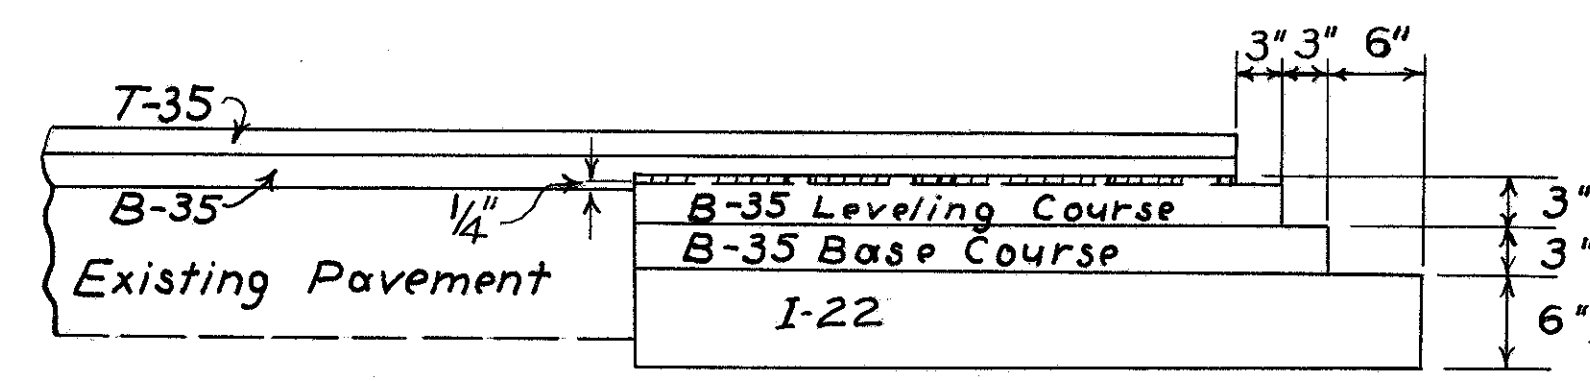 3" 3" 6"
T-35
B-35
1/4"
B-35 Leveling Course
3"
B-35 Base Course
3"
Existing Pavement
I-22
6"